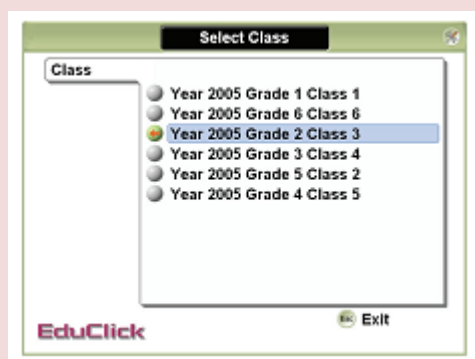 Select Class
Class
Year 2005 Grade 1 Class 1
Year 2005 Grade 6 Class 6
Year 2005 Grade 2 Class 3
Year 2005 Grade 3 Class 4
Year 2005 Grade 5 Class 2
Year 2005 Grade 4 Class 5
Esc Exit
EduClick